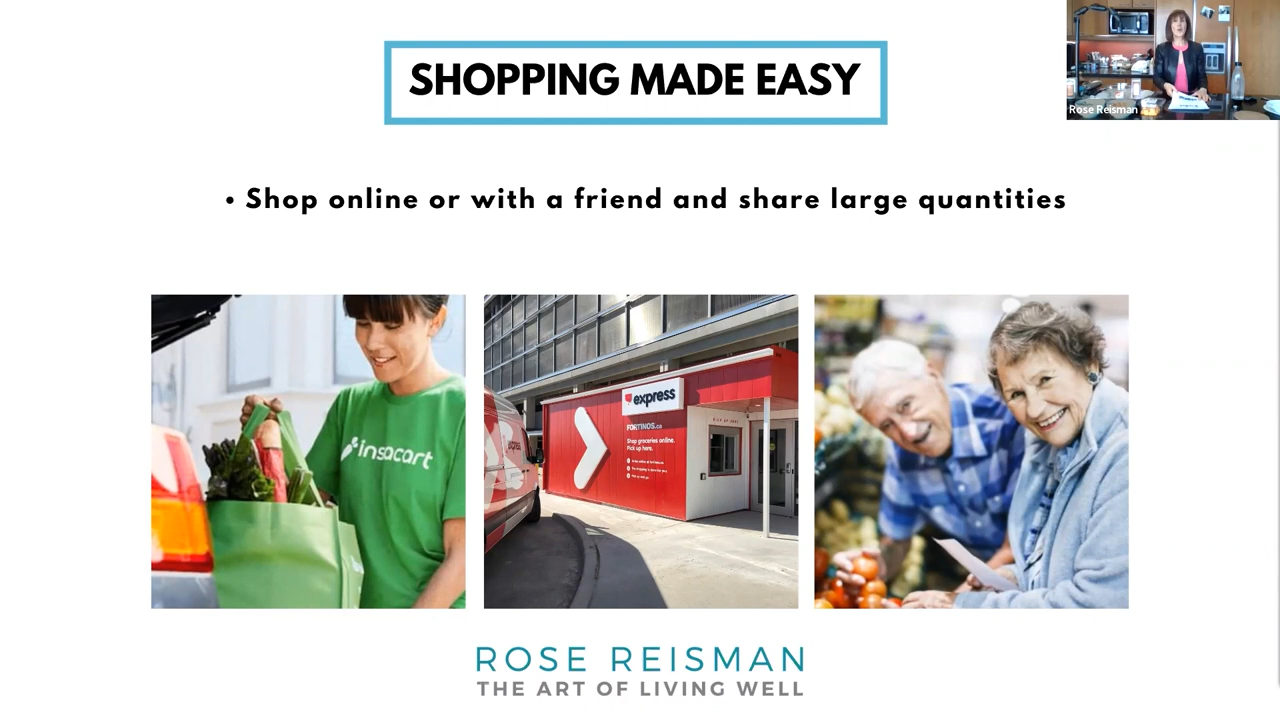 SHOPPING MADE EASY
Rose Reisman
• Shop online or with a friend and share large quantities
instacart
express
FORTINOS.ca
Shop groceries online.
Pick up here.
ROSE REISMAN
THE ART OF LIVING WELL